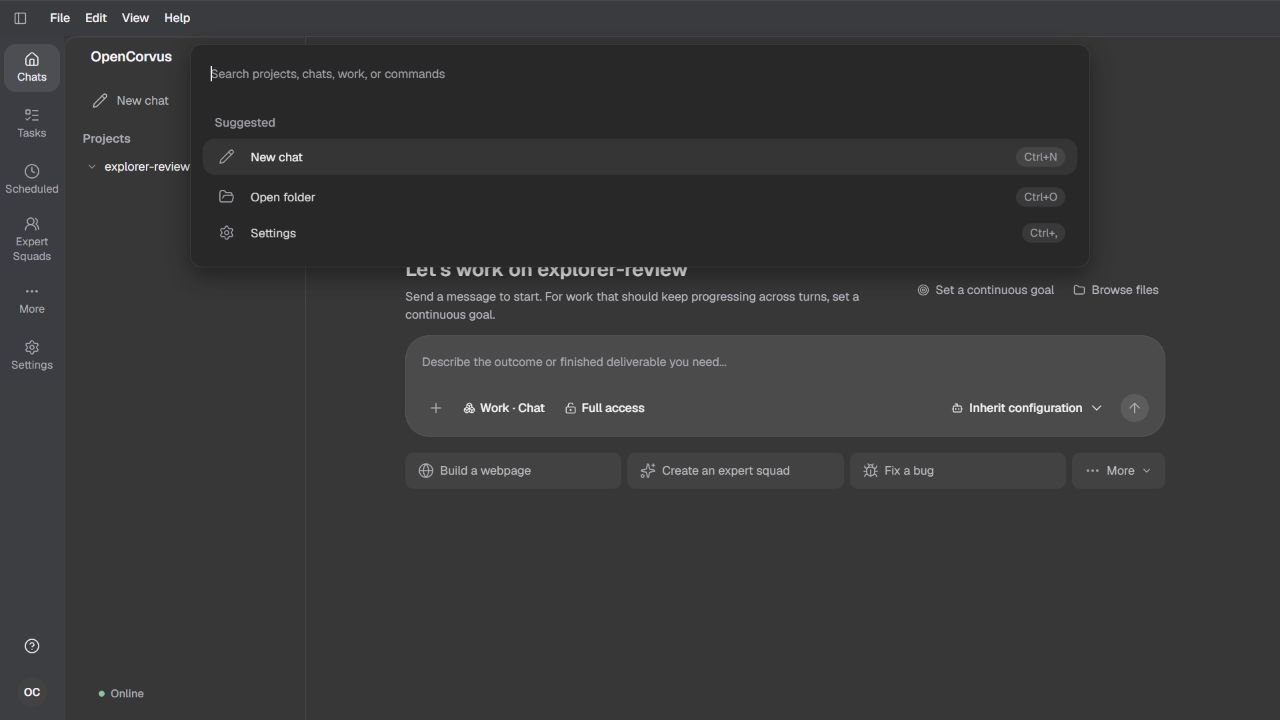 File Edit View Help
Chats
Tasks
Scheduled
Expert
Squads
More
Settings
OC
OpenCorvus
New chat
Projects
explorer-review
Online
Search projects, chats, work, or commands
Suggested
New chat Ctrl+N
Open folder Ctrl+O
Settings Ctrl+,
Let's work on explorer-review
Send a message to start. For work that should keep progressing across turns, set a
continuous goal.
Set a continuous goal Browse files
Describe the outcome or finished deliverable you need...
Work · Chat Full access Inherit configuration
Build a webpage Create an expert squad Fix a bug ··· More